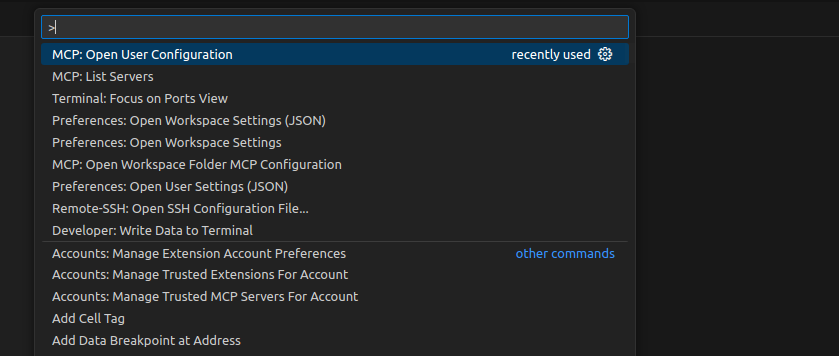 >
MCP: Open User Configuration recently used
MCP: List Servers
Terminal: Focus on Ports View
Preferences: Open Workspace Settings (JSON)
Preferences: Open Workspace Settings
MCP: Open Workspace Folder MCP Configuration
Preferences: Open User Settings (JSON)
Remote-SSH: Open SSH Configuration File...
Developer: Write Data to Terminal
Accounts: Manage Extension Account Preferences other commands
Accounts: Manage Trusted Extensions For Account
Accounts: Manage Trusted MCP Servers For Account
Add Cell Tag
Add Data Breakpoint at Address